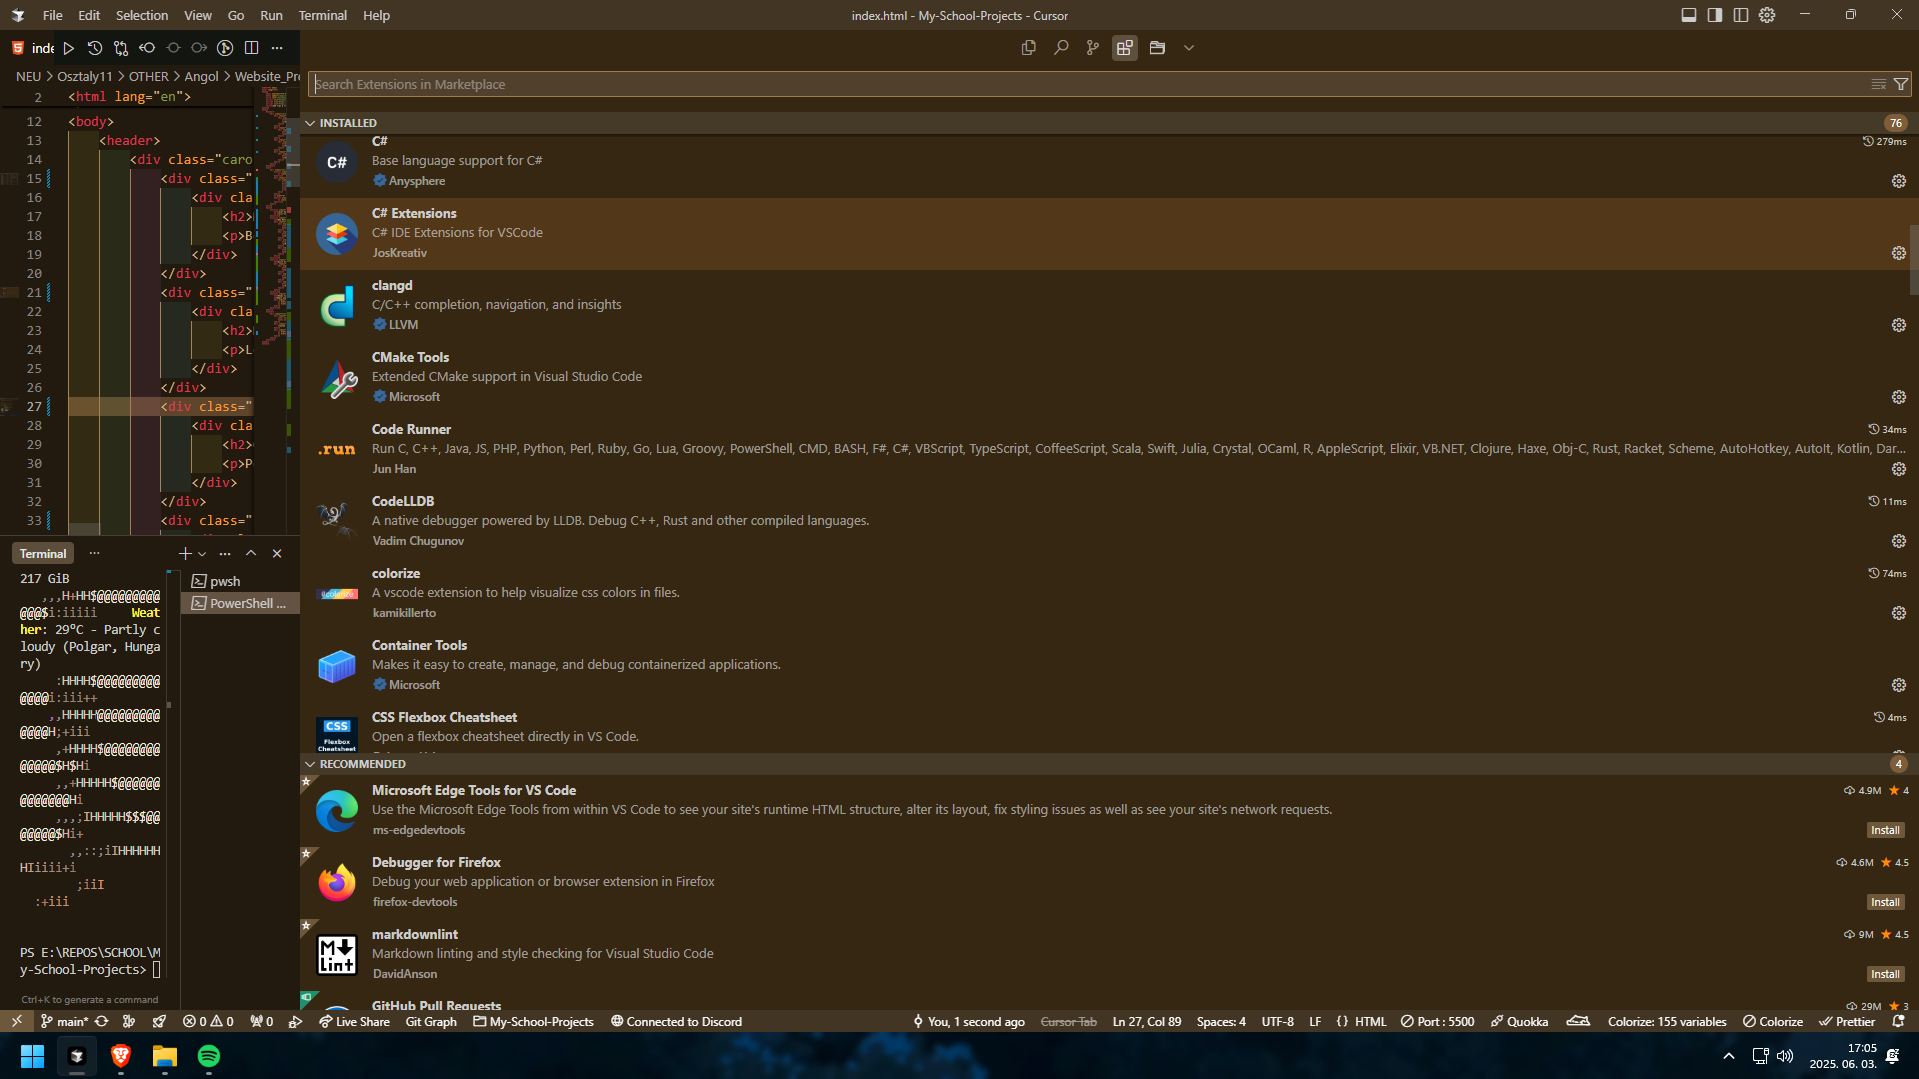 File Edit Selection View Go Run Terminal Help
index.html - My-School-Projects - Cursor
inde
NEU > Osztaly11 > OTHER > Angol > Website_Pr
2 <html lang="en">
12 <body>
13 <header>
14 <div class="caro
15 <div class="
16 <div cla
17 <h2>
18 <p>B
19 </div>
20 </div>
21 <div class="
22 <div cla
23 <h2>
24 <p>L
25 </div>
26 </div>
27 <div class="
28 <div cla
29 <h2>
30 <p>P
31 </div>
32 </div>
33 <div class="
Terminal
217 GiB
,,,H+HH$@@@@@@@@@
@@@$i:iiiii Weat
her: 29°C - Partly c
loudy (Polgar, Hunga
ry)
:HHHH$@@@@@@@@@
@@@@i:iii++
,,HHHHH@@@@@@@@@
@@@@H;+iii
,+HHHH$@@@@@@@@
@@@@@$H$Hi
,,+HHHHH$@@@@@@
@@@@@@@Hi
,,,;IHHHHH$$$@@
@@@@@$Hi+
,,::;iIHHHHHH
HIiiii+i
;iiI
:+iii
PS E:\REPOS\SCHOOL\M
y-School-Projects>
Ctrl+K to generate a command
pwsh
PowerShell ...
Search Extensions in Marketplace
INSTALLED 76
C# 279ms
C#
Base language support for C#
Anysphere
C# Extensions
C# IDE Extensions for VSCode
JosKreativ
clangd
C/C++ completion, navigation, and insights
LLVM
CMake Tools
Extended CMake support in Visual Studio Code
Microsoft
Code Runner 34ms
.run
Run C, C++, Java, JS, PHP, Python, Perl, Ruby, Go, Lua, Groovy, PowerShell, CMD, BASH, F#, C#, VBScript, TypeScript, CoffeeScript, Scala, Swift, Julia, Crystal, OCaml, R, AppleScript, Elixir, VB.NET, Clojure, Haxe, Obj-C, Rust, Racket, Scheme, AutoHotkey, AutoIt, Kotlin, Dar...
Jun Han
CodeLLDB 11ms
A native debugger powered by LLDB. Debug C++, Rust and other compiled languages.
Vadim Chugunov
colorize 74ms
#colorize
A vscode extension to help visualize css colors in files.
kamikillerto
Container Tools
Makes it easy to create, manage, and debug containerized applications.
Microsoft
CSS Flexbox Cheatsheet 4ms
CSS
Flexbox
Cheatsheet
Open a flexbox cheatsheet directly in VS Code.
RECOMMENDED 4
Microsoft Edge Tools for VS Code 4.9M 4
Use the Microsoft Edge Tools from within VS Code to see your site's runtime HTML structure, alter its layout, fix styling issues as well as see your site's network requests.
ms-edgedevtools Install
Debugger for Firefox 4.6M 4.5
Debug your web application or browser extension in Firefox
firefox-devtools Install
markdownlint 9M 4.5
M
Lint
Markdown linting and style checking for Visual Studio Code
DavidAnson Install
GitHub Pull Requests 29M 3
main* 0 0 0 Live Share Git Graph My-School-Projects Connected to Discord You, 1 second ago Cursor Tab Ln 27, Col 89 Spaces: 4 UTF-8 LF { } HTML Port : 5500 Quokka Colorize: 155 variables Colorize Prettier
17:05
2025. 06. 03.